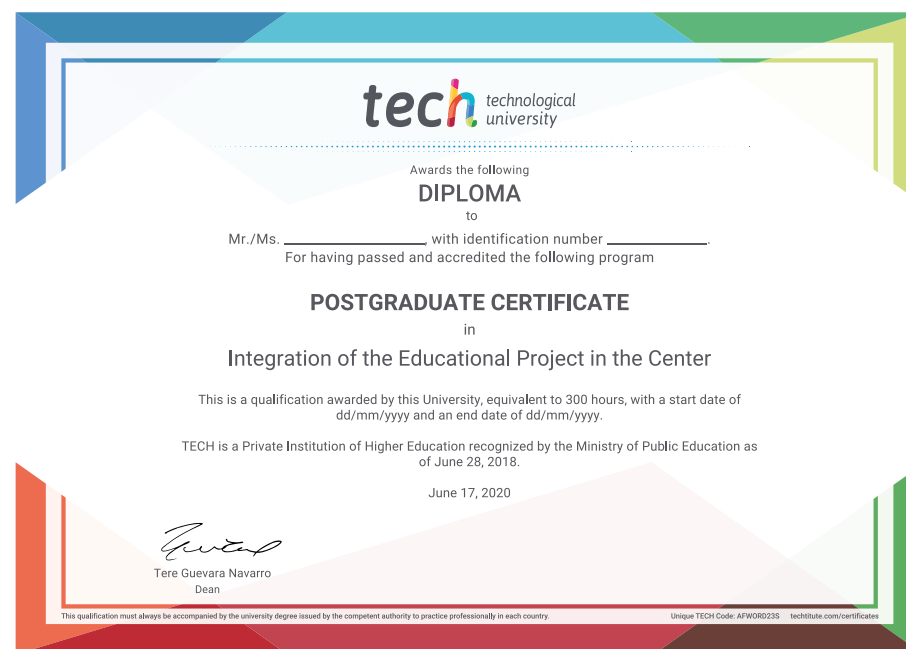 tech technological
university
Awards the following
DIPLOMA
to
Mr./Ms. ____________, with identification number ____________.
For having passed and accredited the following program
POSTGRADUATE CERTIFICATE
in
Integration of the Educational Project in the Center
This is a qualification awarded by this University, equivalent to 300 hours, with a start date of
dd/mm/yyyy and an end date of dd/mm/yyyy.
TECH is a Private Institution of Higher Education recognized by the Ministry of Public Education as
of June 28, 2018.
June 17, 2020
Tere Guevara Navarro
Dean
This qualification must always be accompanied by the university degree issued by the competent authority to practice professionally in each country.
Unique TECH Code: AFWORD23S techtitute.com/certificates